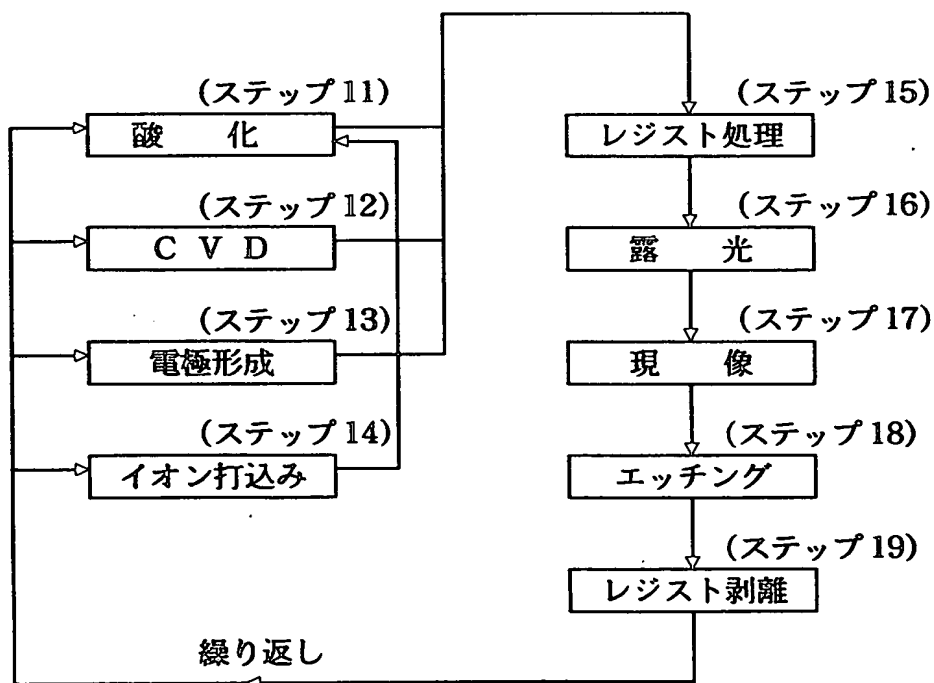 (ステップ11)
酸 化
(ステップ12)
C V D
(ステップ13)
電極形成
(ステップ14)
イオン打込み
(ステップ15)
レジスト処理
(ステップ16)
露 光
(ステップ17)
現 像
(ステップ18)
エッチング
(ステップ19)
レジスト剥離
繰り返し